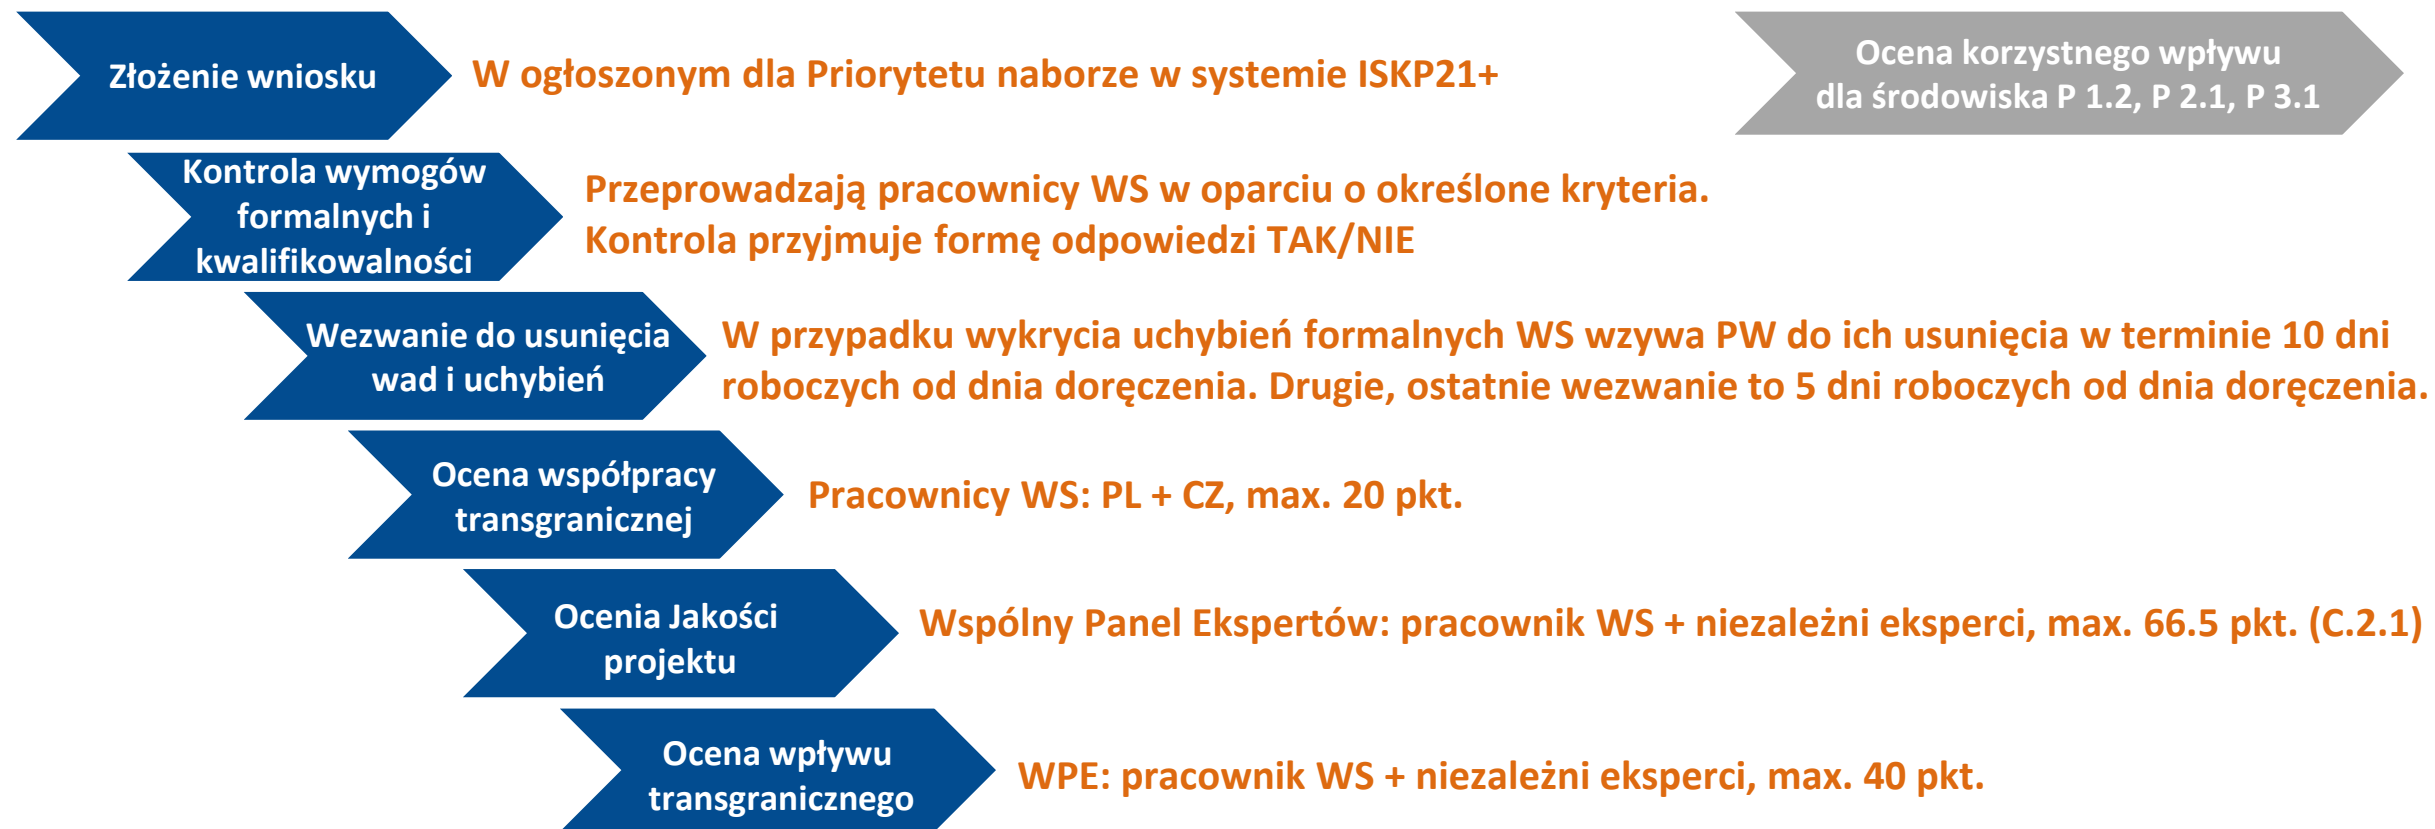 Złożenie wniosku
W ogłoszonym dla Priorytetu naborze w systemie ISKP21+
Ocena korzystnego wpływu
dla środowiska P 1.2, P 2.1, P 3.1
Kontrola wymogów
formalnych i
kwalifikowalności
Przeprowadzają pracownicy WS w oparciu o określone kryteria.
Kontrola przyjmuje formę odpowiedzi TAK/NIE
Wezwanie do usunięcia
wad i uchybień
W przypadku wykrycia uchybień formalnych WS wzywa PW do ich usunięcia w terminie 10 dni
roboczych od dnia doręczenia. Drugie, ostatnie wezwanie to 5 dni roboczych od dnia doręczenia.
Ocena współpracy
transgranicznej
Pracownicy WS: PL + CZ, max. 20 pkt.
Ocenia Jakości
projektu
Wspólny Panel Ekspertów: pracownik WS + niezależni eksperci, max. 66.5 pkt. (C.2.1)
Ocena wpływu
transgranicznego
WPE: pracownik WS + niezależni eksperci, max. 40 pkt.